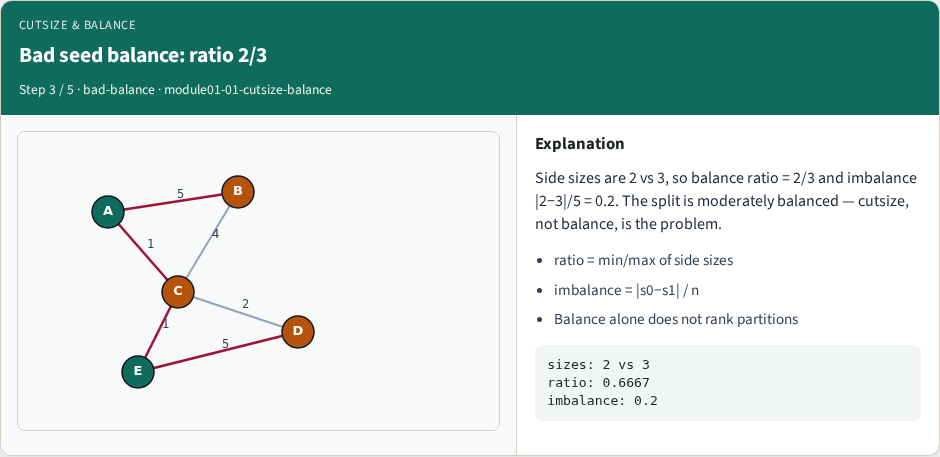 CUTSIZE & BALANCE
Bad seed balance: ratio 2/3
Step 3 / 5 · bad-balance · module01-01-cutsize-balance
A
5
B
1
4
C
2
1
D
5
E
Explanation
Side sizes are 2 vs 3, so balance ratio = 2/3 and imbalance
|2−3|/5 = 0.2. The split is moderately balanced — cutsize,
not balance, is the problem.
• ratio = min/max of side sizes
• imbalance = |s0−s1| / n
• Balance alone does not rank partitions
sizes: 2 vs 3
ratio: 0.6667
imbalance: 0.2